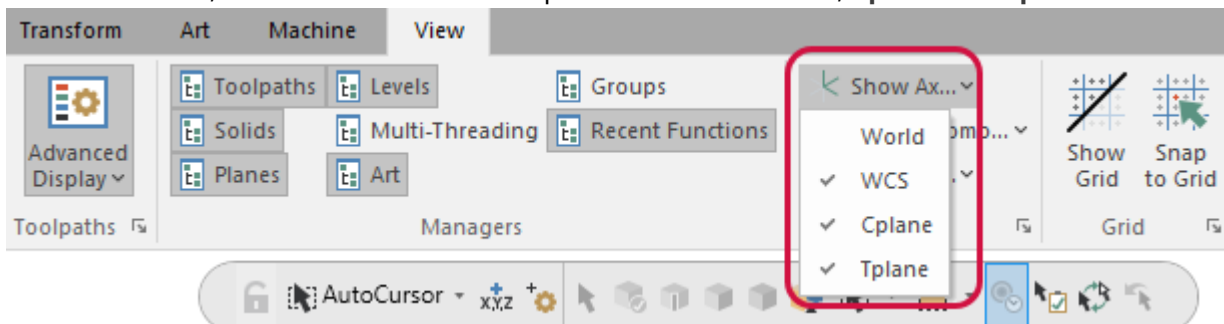 Transform Art Machine View
Toolpaths Levels Groups Show Ax...
Solids Multi-Threading Recent Functions
Planes Art
Advanced
Display
World
WCS
Cplane
Tplane
Show
Grid
Snap
to Grid
Toolpaths Managers Grid
AutoCursor xyz